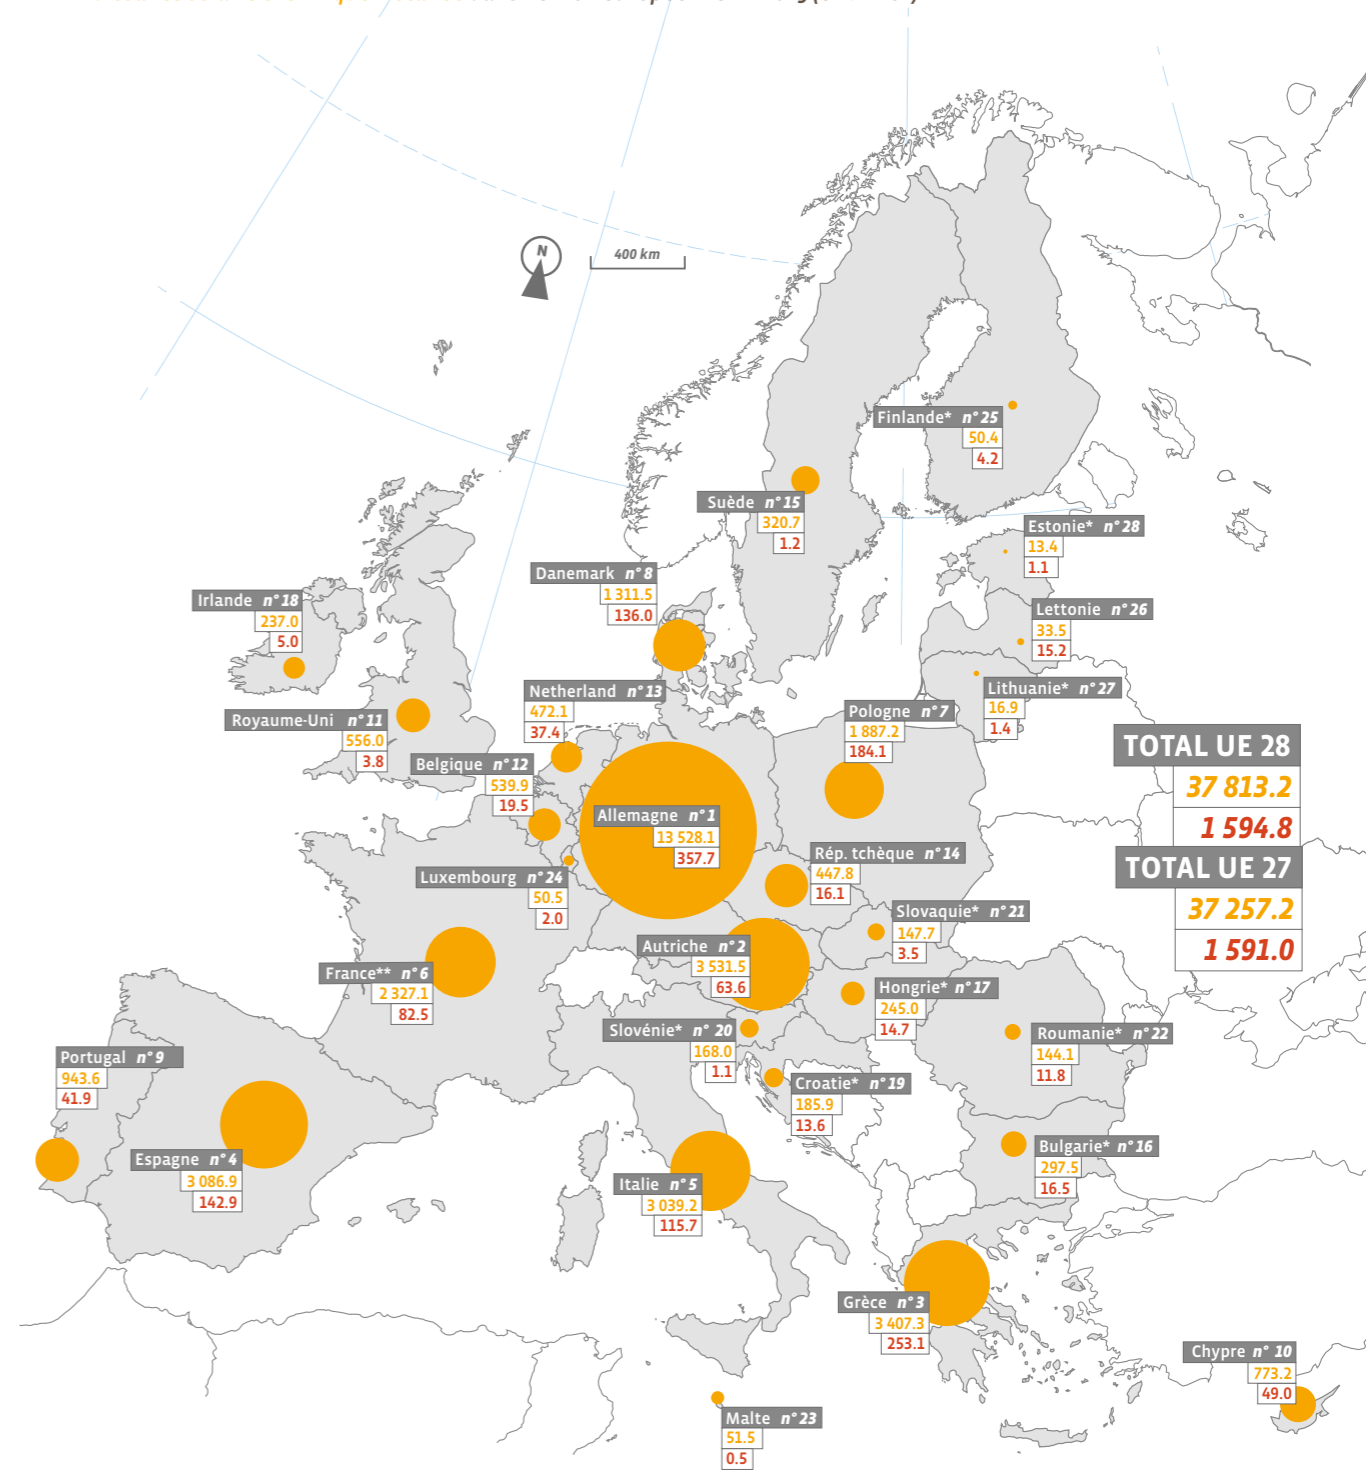 N
400 km
Finlande* n° 25
50.4
4.2
Suède n° 15
320.7
1.2
Estonie* n° 28
13.4
1.1
Danemark n° 8
1 311.5
136.0
Irlande n° 18
237.0
5.0
Lettonie n° 26
33.5
15.2
Lithuanie* n° 27
16.9
1.4
Netherland n° 13
472.1
37.4
Royaume-Uni n° 11
556.0
3.8
Pologne n° 7
1 887.2
184.1
Belgique n° 12
539.9
19.5
TOTAL UE 28
37 813.2
1 594.8
TOTAL UE 27
37 257.2
1 591.0
Allemagne n° 1
13 528.1
357.7
Rép. tchèque n° 14
447.8
16.1
Luxembourg n° 24
50.5
2.0
Slovaquie* n° 21
147.7
3.5
Autriche n° 2
3 531.5
63.6
France** n° 6
2 327.1
82.5
Hongrie* n° 17
245.0
14.7
Slovénie* n° 20
168.0
1.1
Roumanie* n° 22
144.1
11.8
Portugal n° 9
943.6
41.9
Croatie* n° 19
185.9
13.6
Bulgarie* n° 16
297.5
16.5
Espagne n° 4
3 086.9
142.9
Italie n° 5
3 039.2
115.7
Grèce n° 3
3 407.3
253.1
Chypre n° 10
773.2
49.0
Malte n° 23
51.5
0.5